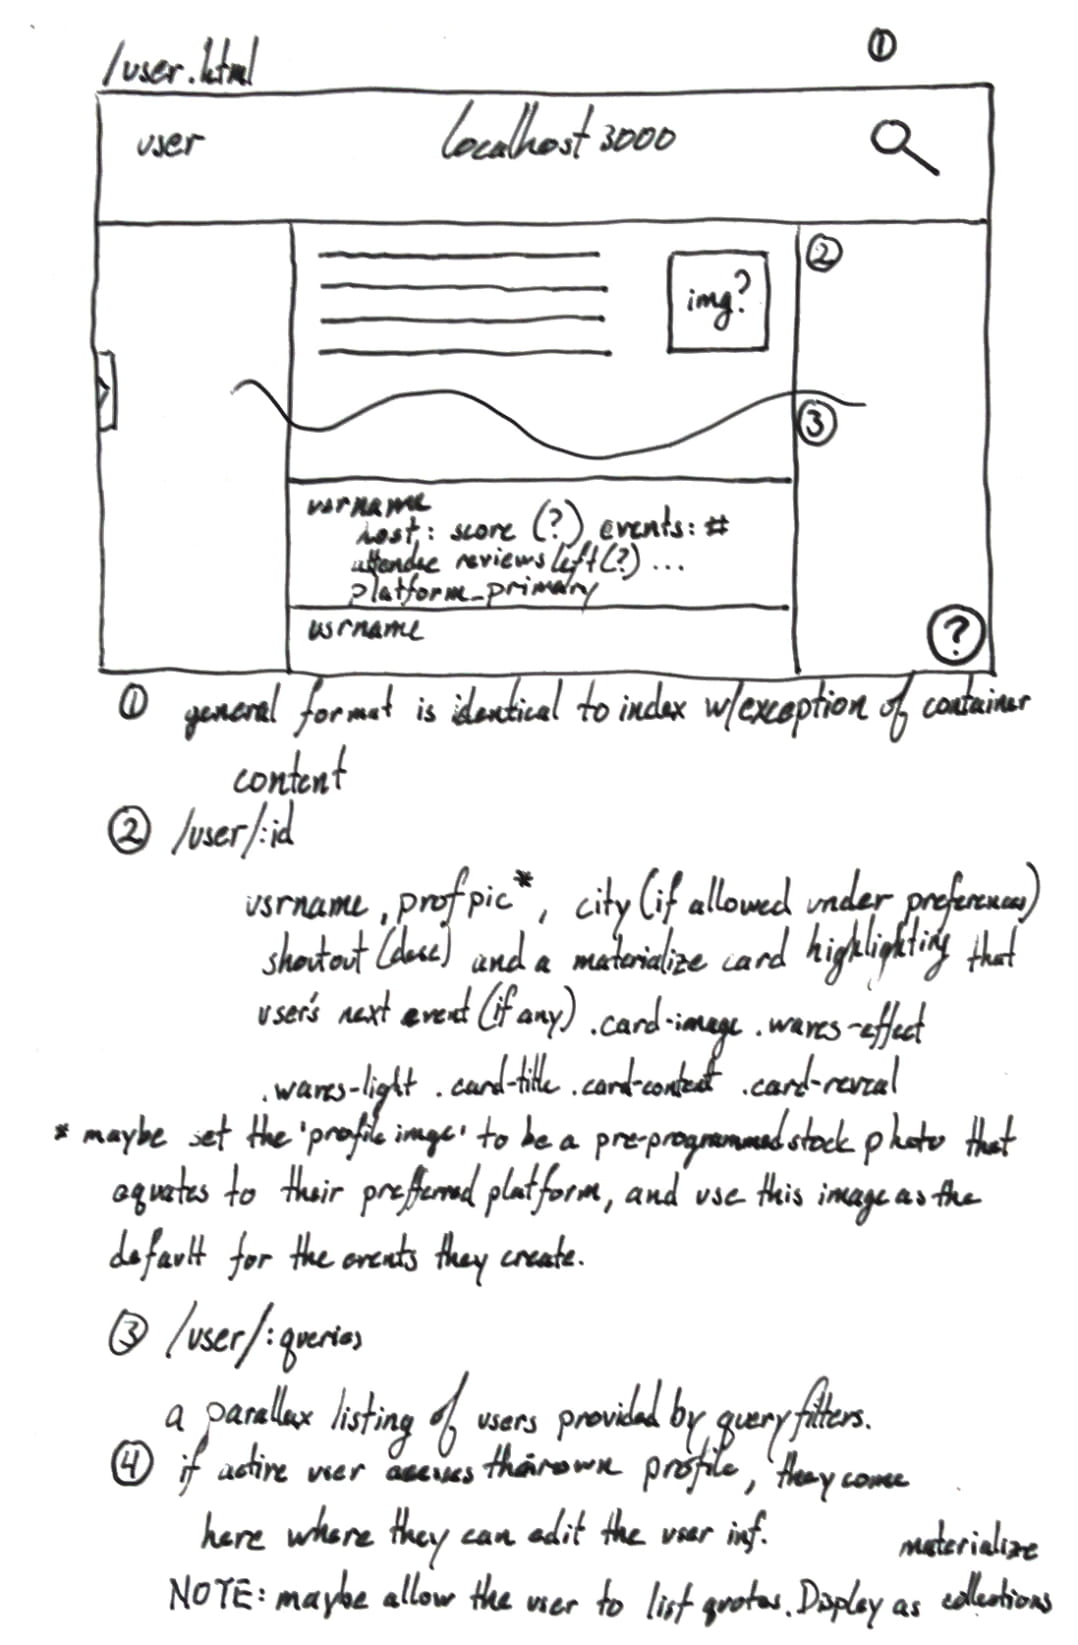 /user.html
①
user
localhost 3000
②
img?
③
usrname
host: score (?) events: #
attendee reviews left (?) ...
platform_primary
usrname
?
① general format is identical to index w/exception of container
content
② /user/:id
usrname, profpic*, city (if allowed under preferences)
shoutout (desc) and a materialize card highlighting that
user's next event (if any) .card-image .waves-effect
.waves-light .card-title .card-content .card-reveal
* maybe set the 'profile image' to be a pre-programmed stock photo that
equates to their preffered platform, and use this image as the
default for the events they create.
③ /user/:queries
a parallax listing of users provided by query filters.
④ if active user access their own profile, they come
here where they can edit the user inf.
materialize
NOTE: maybe allow the user to list quotes. Display as collections